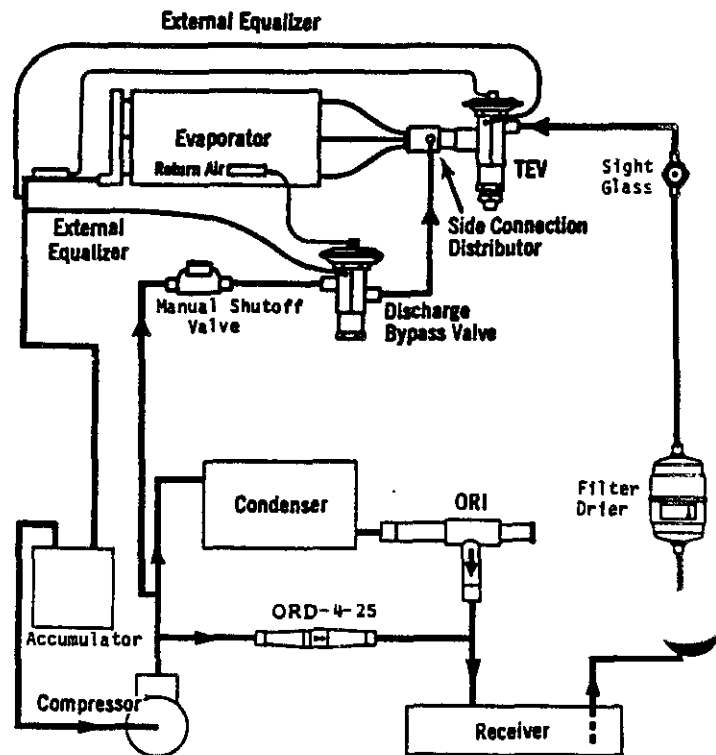 External Equalizer
Evaporator
Return Air
TEV
Sight
Glass
External
Equalizer
Side Connection
Distributor
Manual Shutoff
Valve
Discharge
Bypass Valve
Condenser
ORI
Filter
Drier
ORD-4-25
Accumulator
Compressor
Receiver